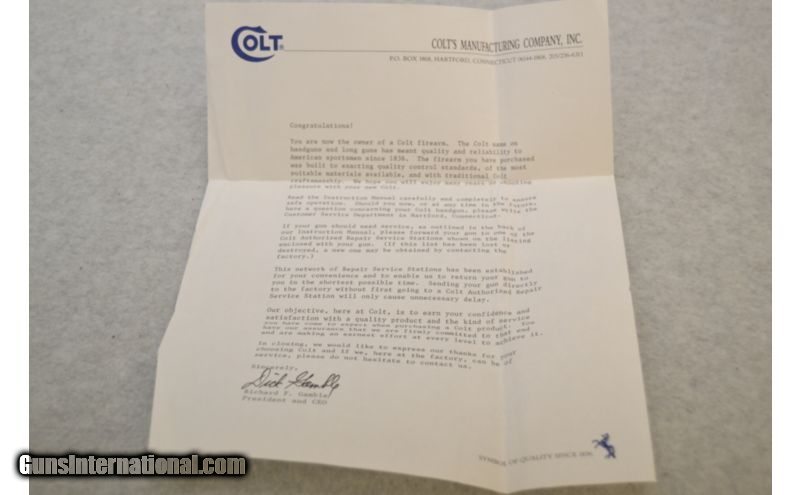 COLT
COLT'S MANUFACTURING COMPANY, INC.
P.O. BOX 1868, HARTFORD, CONNECTICUT 06144-1868, 203/236-6311
Congratulations!
You are now the owner of a Colt firearm. The Colt name on
handguns and long guns has meant quality and reliability to
American sportsmen since 1836. The firearm you have purchased
was built to exacting quality control standards, of the most
suitable materials available, and with traditional Colt
craftsmanship. We hope you will enjoy many years of shooting
pleasure with your new Colt.
Read the Instruction Manual carefully and completely to ensure
safe operation. Should you now, or at any time in the future,
have a question concerning your Colt handgun, please write the
Customer Service Department in Hartford, Connecticut.
If your gun should need service, as outlined in the back of
our Instruction Manual, please forward your gun to one of the
Colt Authorized Repair Service Stations shown on the listing
enclosed with your gun. (If this list has been lost or
destroyed, a new one may be obtained by contacting the
factory.)
This network of Repair Service Stations has been established
for your convenience and to enable us to return your gun to
you in the shortest possible time. Sending your gun directly
to the factory without first going to a Colt Authorized Repair
Service Station will only cause unnecessary delay.
Our objective, here at Colt, is to earn your confidence and
satisfaction with a quality product and the kind of service
you have come to expect when purchasing a Colt product. You
have our assurance that we are firmly committed to that end
and are making an earnest effort at every level to achieve it.
In closing, we would like to express our thanks for your
choosing Colt and if we, here at the factory, can be of
service, please do not hesitate to contact us.
Sincerely,
Dick Gamble
Richard F. Gamble
President and CEO
SYMBOL OF QUALITY SINCE 1836
GunsInternational.com